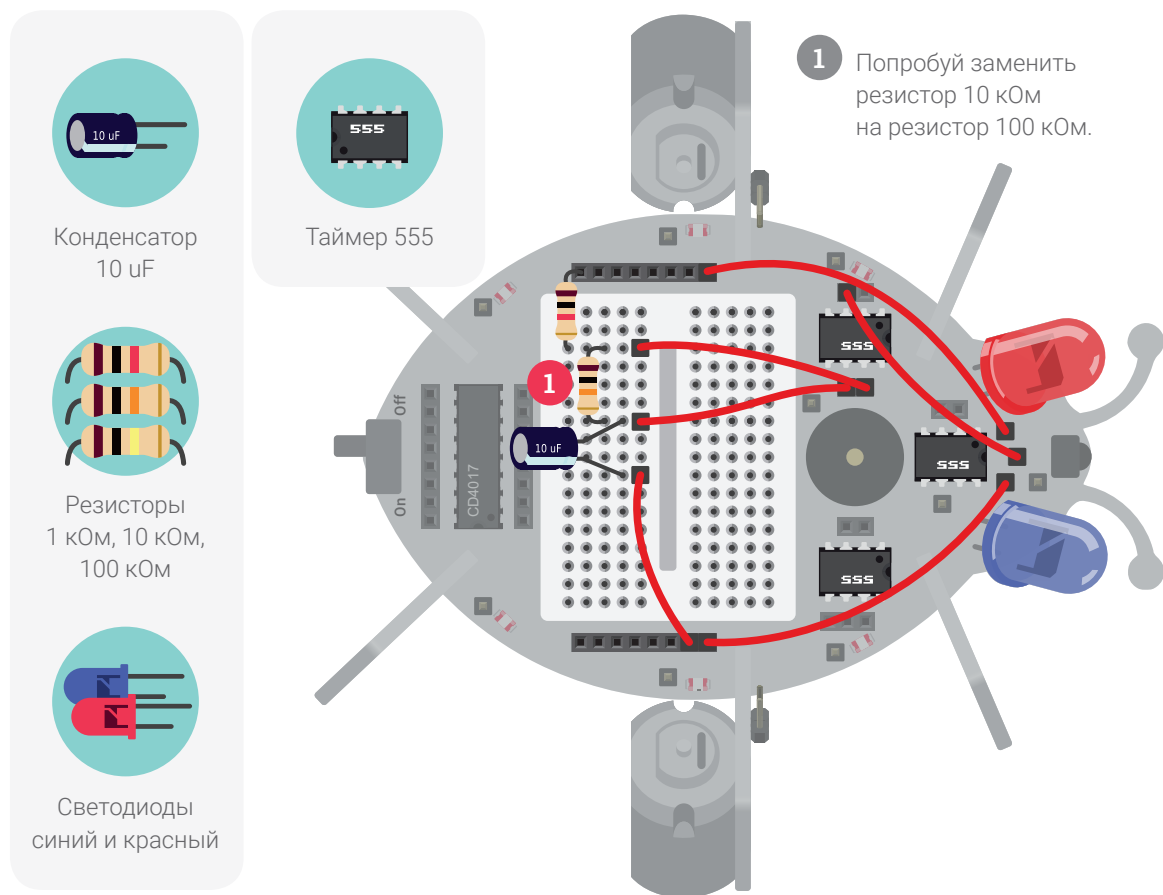 10 uF
Конденсатор
10 uF
555
Таймер 555
Резисторы
1 кОм, 10 кОм,
100 кОм
Светодиоды
синий и красный
1
Попробуй заменить
резистор 10 кОм
на резистор 100 кОм.
555
1
Off
10 uF
555
On
CD4017
555